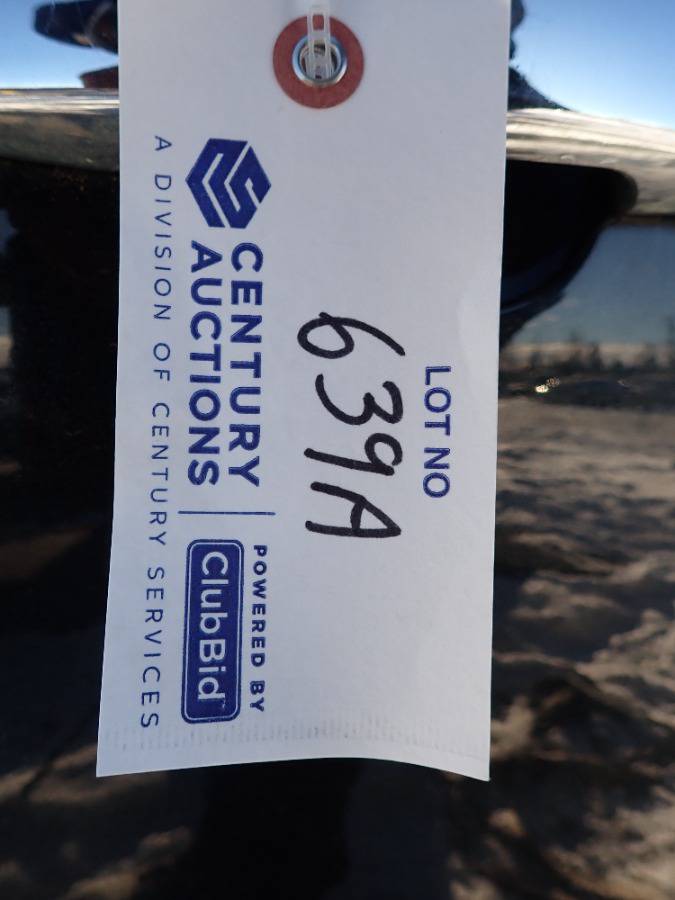 LOT NO
639A
CENTURY
AUCTIONS
POWERED BY
ClubBid
A DIVISION OF CENTURY SERVICES